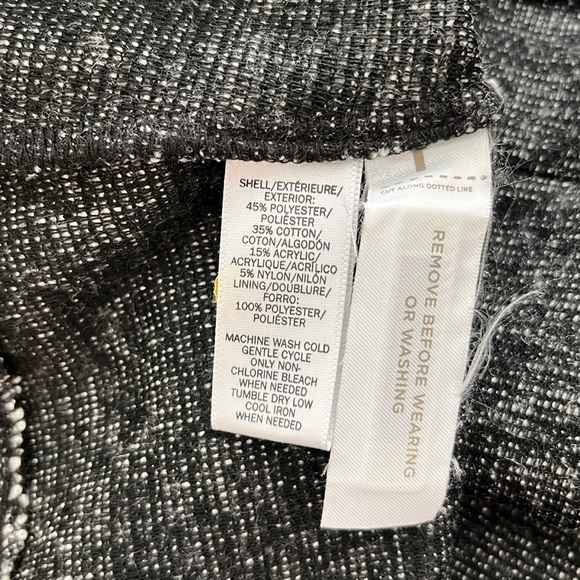 SHELL/EXTÉRIEURE/
EXTERIOR:
45% POLYESTER/
POLIÉSTER
35% COTTON/
COTON/ALGODÓN
15% ACRYLIC/
ACRYLIQUE/ACRÍLICO
5% NYLON/NILÓN
LINING/DOUBLURE/
FORRO:
100% POLYESTER/
POLIÉSTER
MACHINE WASH COLD
GENTLE CYCLE
ONLY NON-
CHLORINE BLEACH
WHEN NEEDED
TUMBLE DRY LOW
COOL IRON
WHEN NEEDED
CUT ALONG DOTTED LINE
REMOVE BEFORE WEARING
OR WASHING